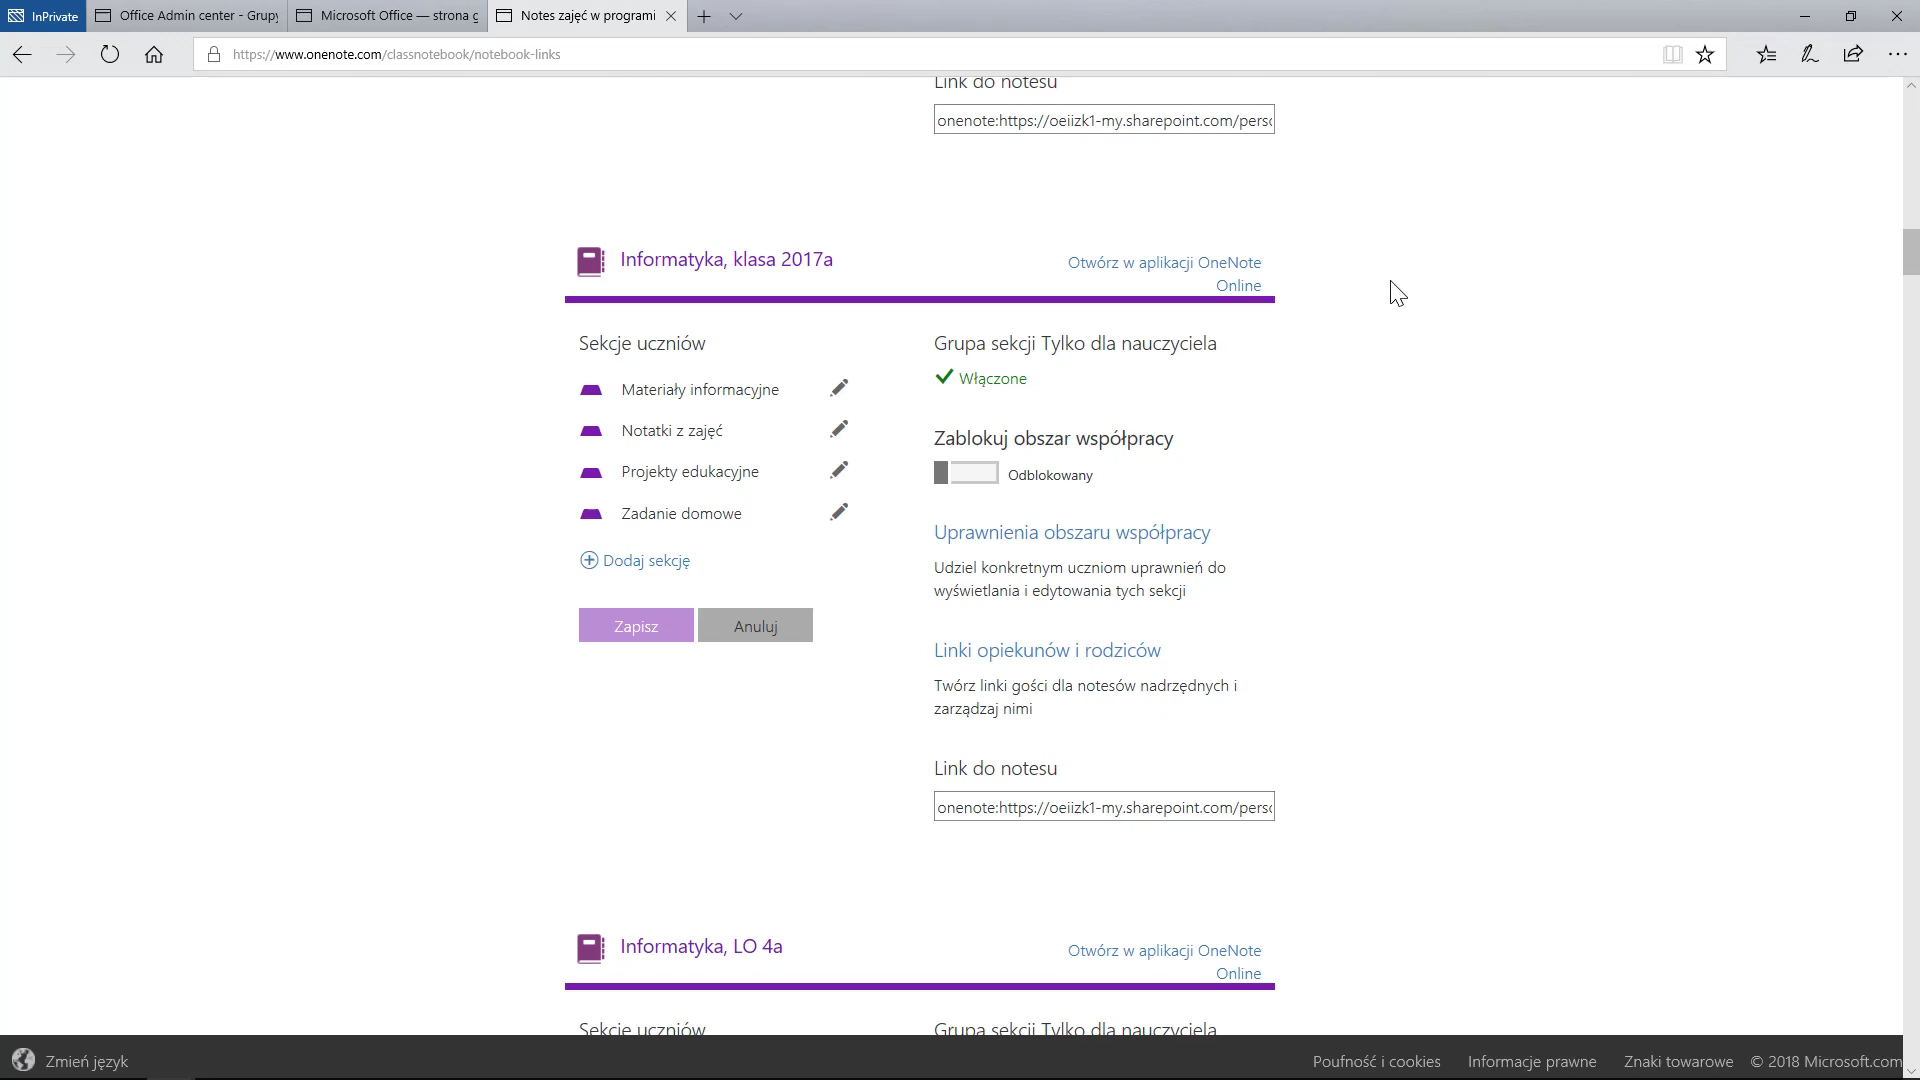 InPrivate
Office Admin center - Grupy
Microsoft Office — strona g
Notes zajęć w programi
https://www.onenote.com/classnotebook/notebook-links
Link do notesu
onenote:https://oeiizk1-my.sharepoint.com/perso
Informatyka, klasa 2017a
Otwórz w aplikacji OneNote
Online
Sekcje uczniów
Materiały informacyjne
Notatki z zajęć
Projekty edukacyjne
Zadanie domowe
Dodaj sekcję
Zapisz
Anuluj
Grupa sekcji Tylko dla nauczyciela
Włączone
Zablokuj obszar współpracy
Odblokowany
Uprawnienia obszaru współpracy
Udziel konkretnym uczniom uprawnień do
wyświetlania i edytowania tych sekcji
Linki opiekunów i rodziców
Twórz linki gości dla notesów nadrzędnych i
zarządzaj nimi
Link do notesu
onenote:https://oeiizk1-my.sharepoint.com/perso
Informatyka, LO 4a
Otwórz w aplikacji OneNote
Online
Sekcje uczniów
Grupa sekcji Tylko dla nauczyciela
Zmień język
Poufność i cookies
Informacje prawne
Znaki towarowe
© 2018 Microsoft.com